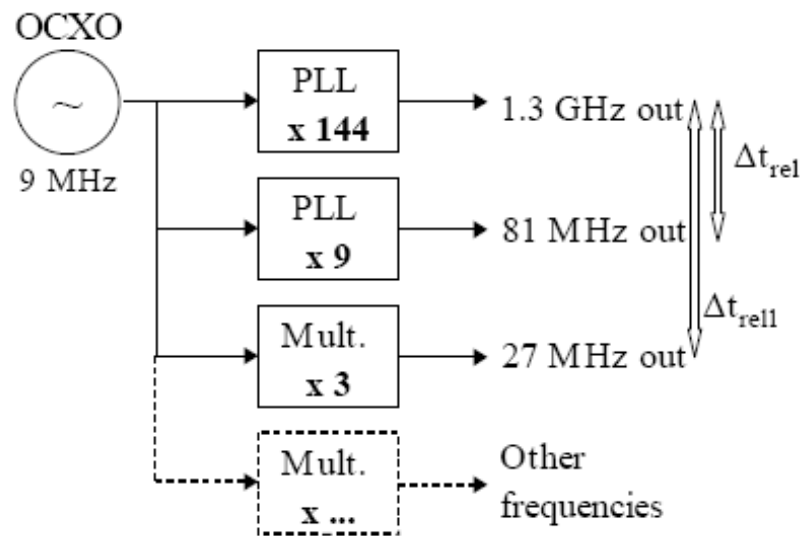 OCXO
~
9 MHz
PLL
x 144
1.3 GHz out
Δt_rel
PLL
x 9
81 MHz out
Δt_rel1
Mult.
x 3
27 MHz out
Mult.
x ...
Other
frequencies